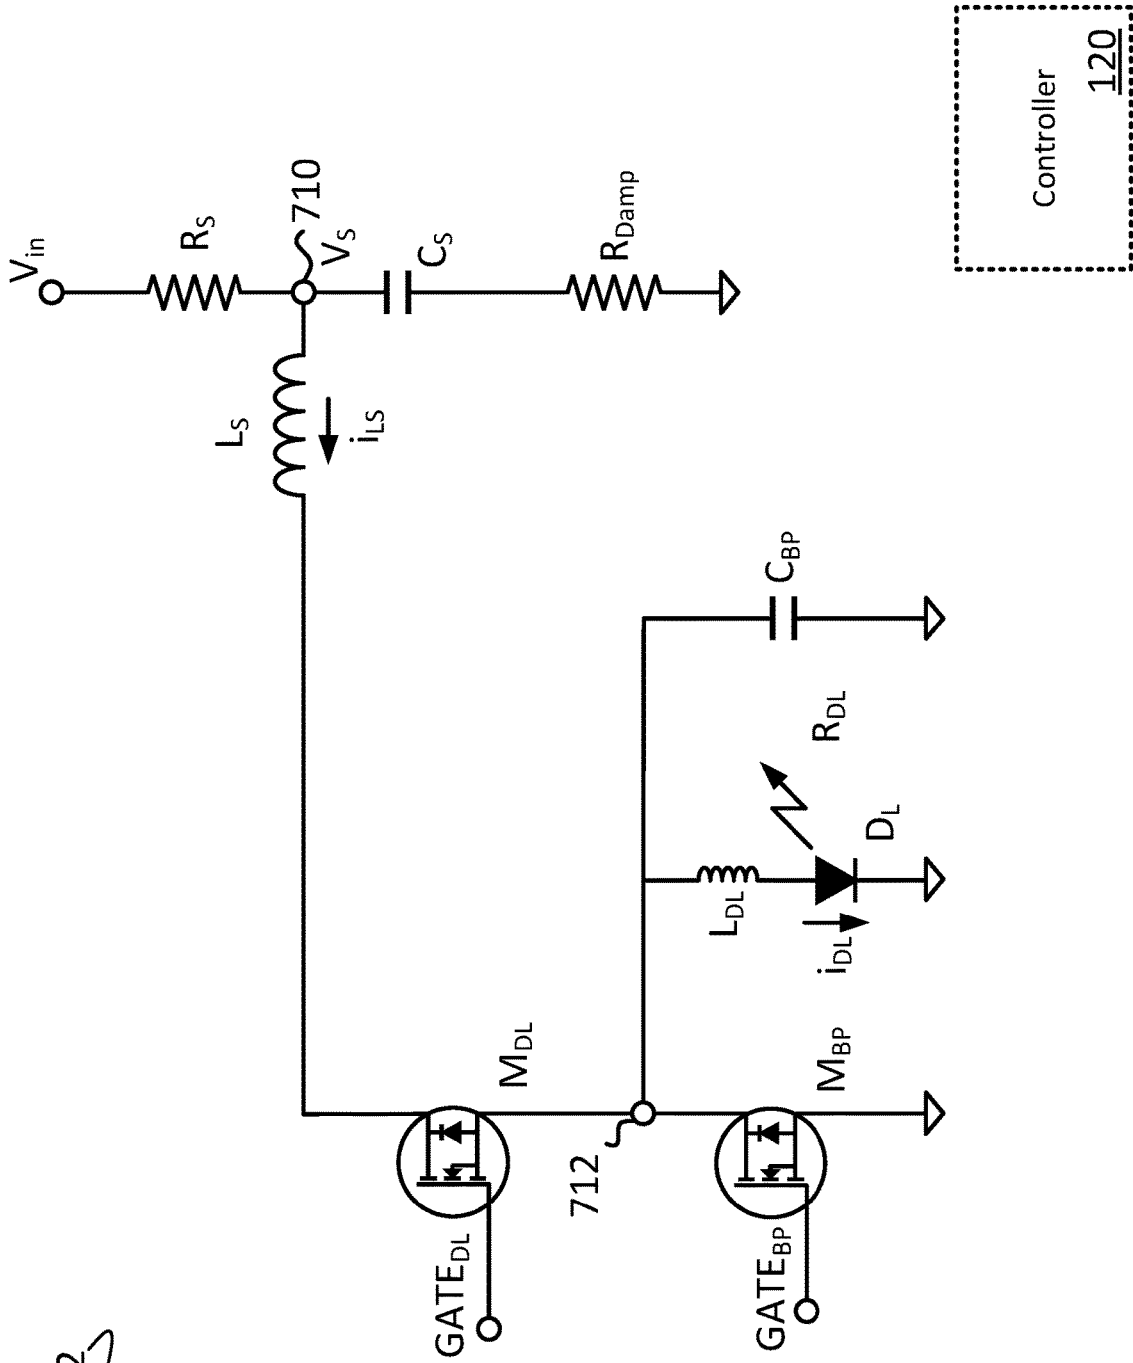 V_in
R_S
710
V_S
C_S
R_Damp
L_S
i_LS
C_BP
R_DL
D_L
L_DL
i_DL
M_DL
712
M_BP
GATE_DL
GATE_BP
Controller
120